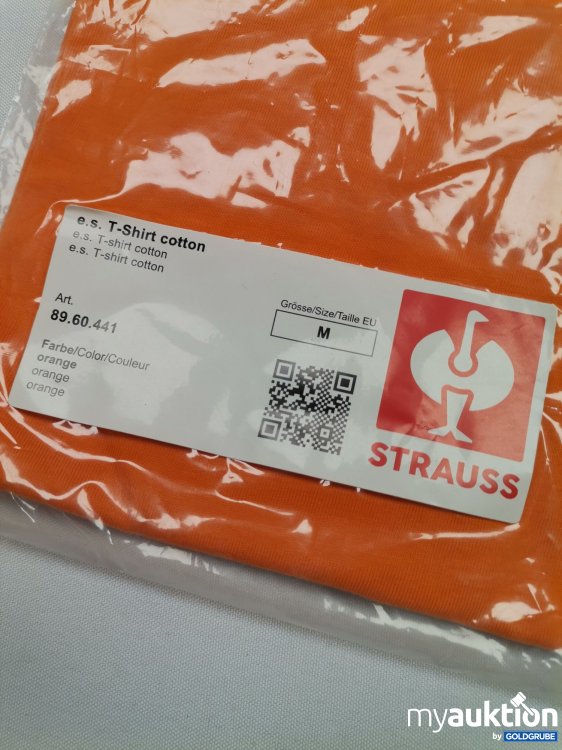 e.s. T-Shirt cotton
e.s. T-shirt cotton
e.s. T-shirt cotton
Art.
89.60.441
Farbe/Color/Couleur
orange
orange
orange
Grösse/Size/Taille EU
M
STRAUSS
myauktion
by GOLDGRUBE